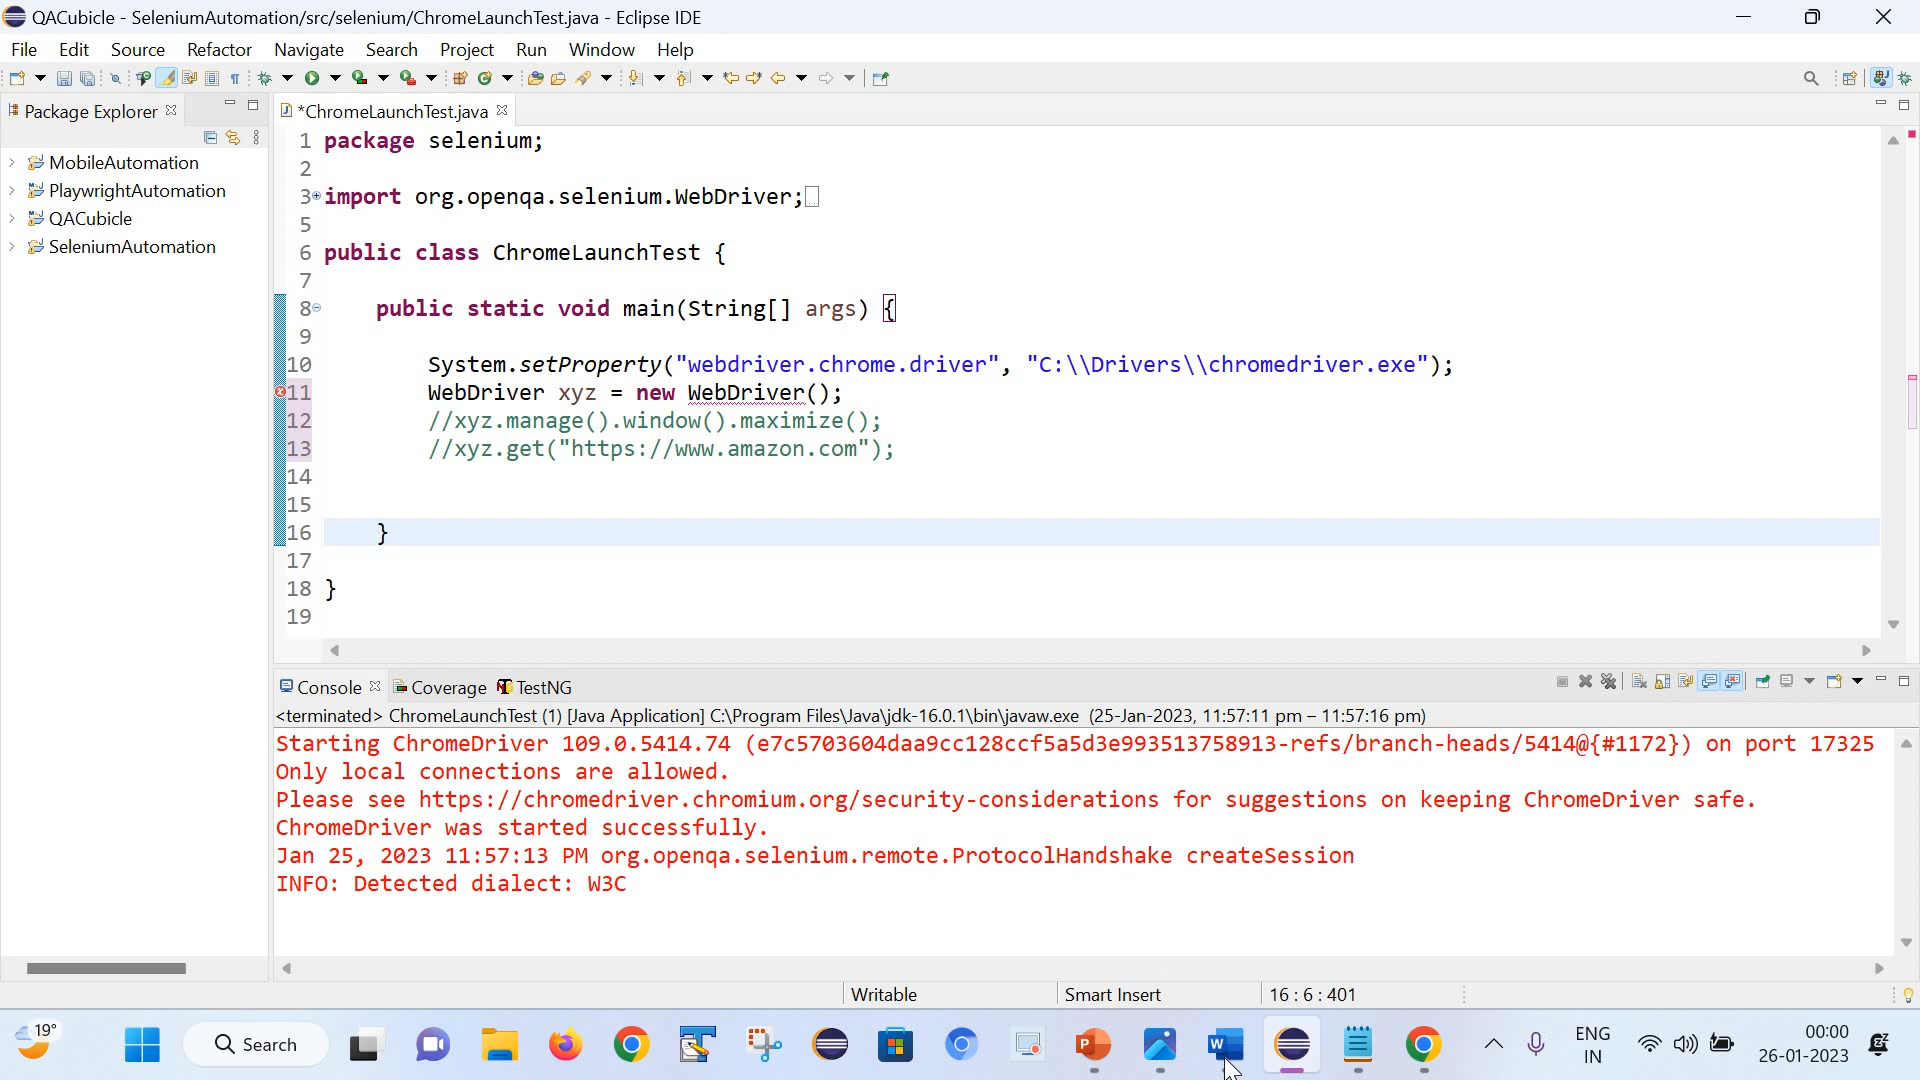 QACubicle - SeleniumAutomation/src/selenium/ChromeLaunchTest.java - Eclipse IDE
File Edit Source Refactor Navigate Search Project Run Window Help
Package Explorer
*ChromeLaunchTest.java
MobileAutomation
PlaywrightAutomation
QACubicle
SeleniumAutomation
1 package selenium;
2
3 import org.openqa.selenium.WebDriver;
5
6 public class ChromeLaunchTest {
7
8 public static void main(String[] args) {
9
10 System.setProperty("webdriver.chrome.driver", "C:\\Drivers\\chromedriver.exe");
11 WebDriver xyz = new WebDriver();
12 //xyz.manage().window().maximize();
13 //xyz.get("https://www.amazon.com");
14
15
16 }
17
18 }
19
Console Coverage TestNG
<terminated> ChromeLaunchTest (1) [Java Application] C:\Program Files\Java\jdk-16.0.1\bin\javaw.exe (25-Jan-2023, 11:57:11 pm – 11:57:16 pm)
Starting ChromeDriver 109.0.5414.74 (e7c5703604daa9cc128ccf5a5d3e993513758913-refs/branch-heads/5414@{#1172}) on port 17325
Only local connections are allowed.
Please see https://chromedriver.chromium.org/security-considerations for suggestions on keeping ChromeDriver safe.
ChromeDriver was started successfully.
Jan 25, 2023 11:57:13 PM org.openqa.selenium.remote.ProtocolHandshake createSession
INFO: Detected dialect: W3C
Writable Smart Insert 16 : 6 : 401
19°
Search
ENG
IN
00:00
26-01-2023